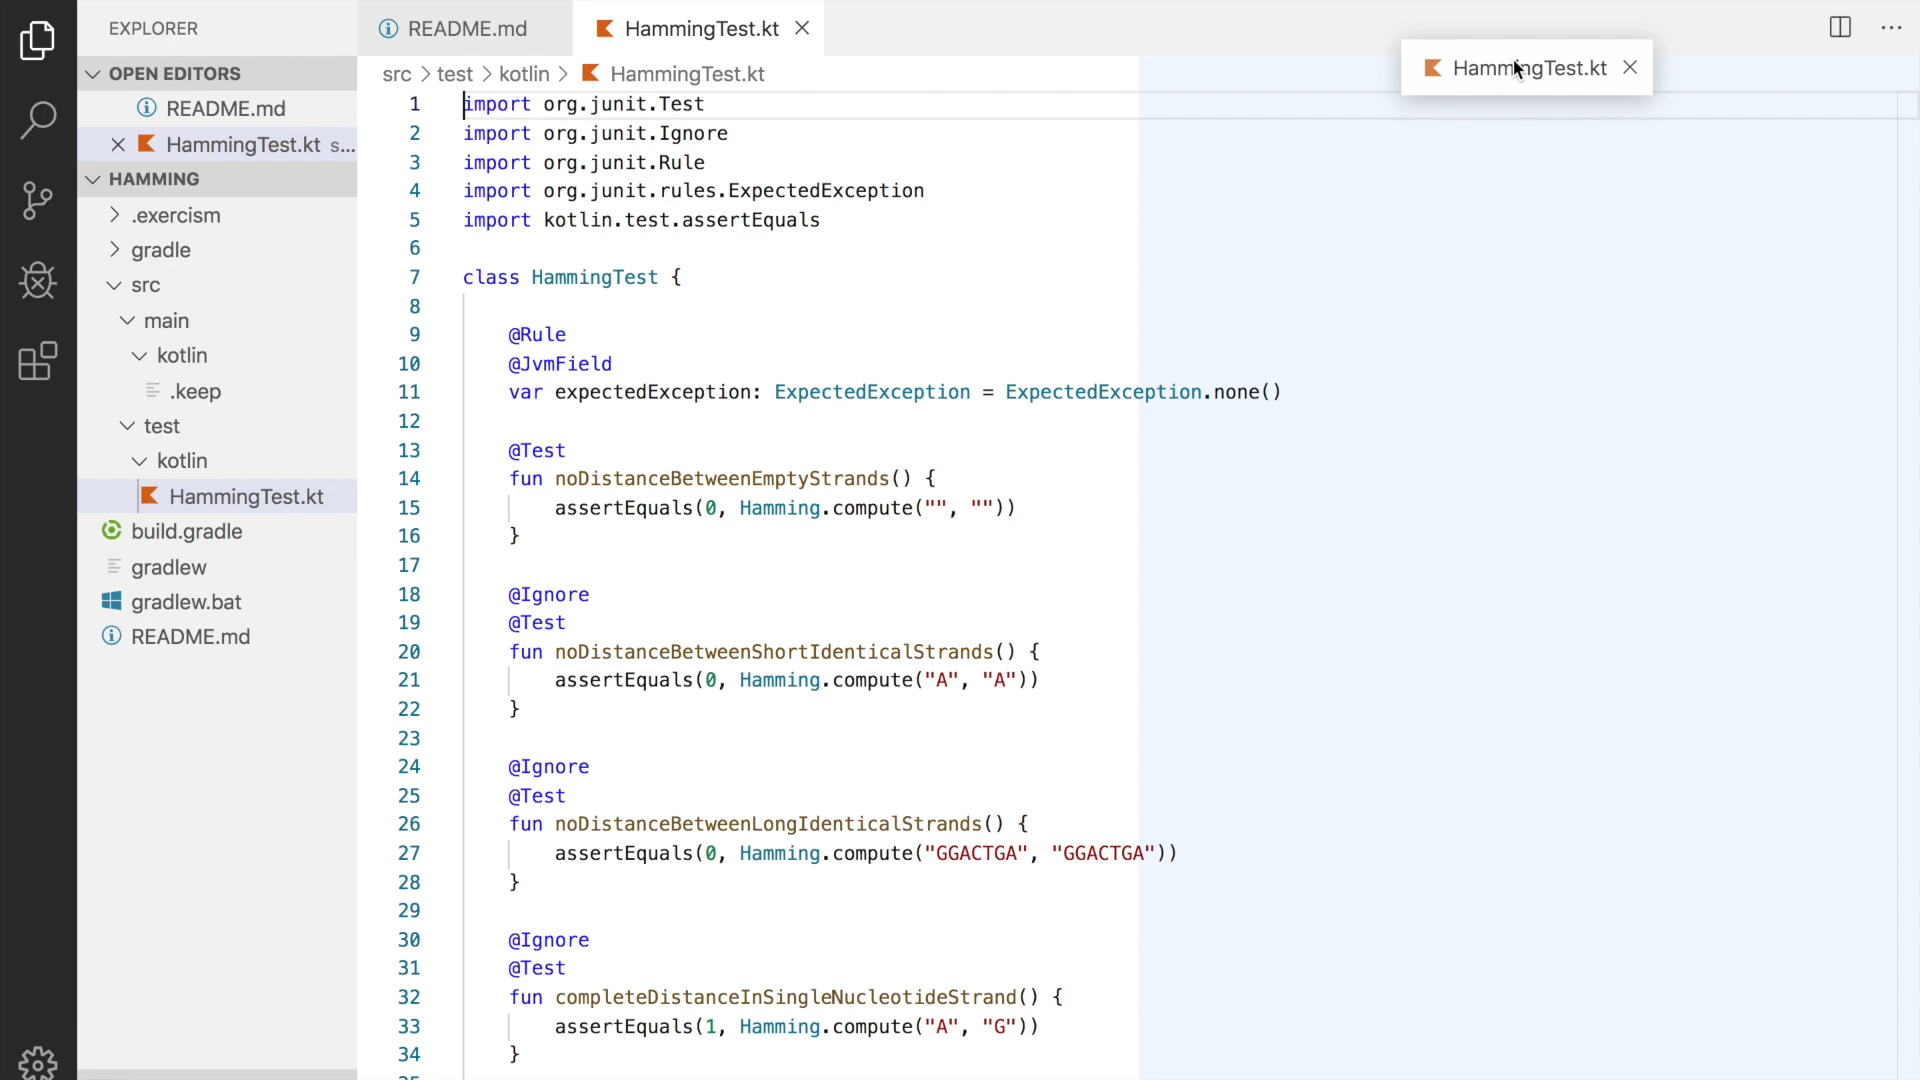 EXPLORER
OPEN EDITORS
README.md
HammingTest.kt s...
HAMMING
.exercism
gradle
src
main
kotlin
.keep
test
kotlin
HammingTest.kt
build.gradle
gradlew
gradlew.bat
README.md
README.md HammingTest.kt
HammingTest.kt
src > test > kotlin > HammingTest.kt
1 import org.junit.Test
2 import org.junit.Ignore
3 import org.junit.Rule
4 import org.junit.rules.ExpectedException
5 import kotlin.test.assertEquals
6
7 class HammingTest {
8
9 @Rule
10 @JvmField
11 var expectedException: ExpectedException = ExpectedException.none()
12
13 @Test
14 fun noDistanceBetweenEmptyStrands() {
15 assertEquals(0, Hamming.compute("", ""))
16 }
17
18 @Ignore
19 @Test
20 fun noDistanceBetweenShortIdenticalStrands() {
21 assertEquals(0, Hamming.compute("A", "A"))
22 }
23
24 @Ignore
25 @Test
26 fun noDistanceBetweenLongIdenticalStrands() {
27 assertEquals(0, Hamming.compute("GGACTGA", "GGACTGA"))
28 }
29
30 @Ignore
31 @Test
32 fun completeDistanceInSingleNucleotideStrand() {
33 assertEquals(1, Hamming.compute("A", "G"))
34 }